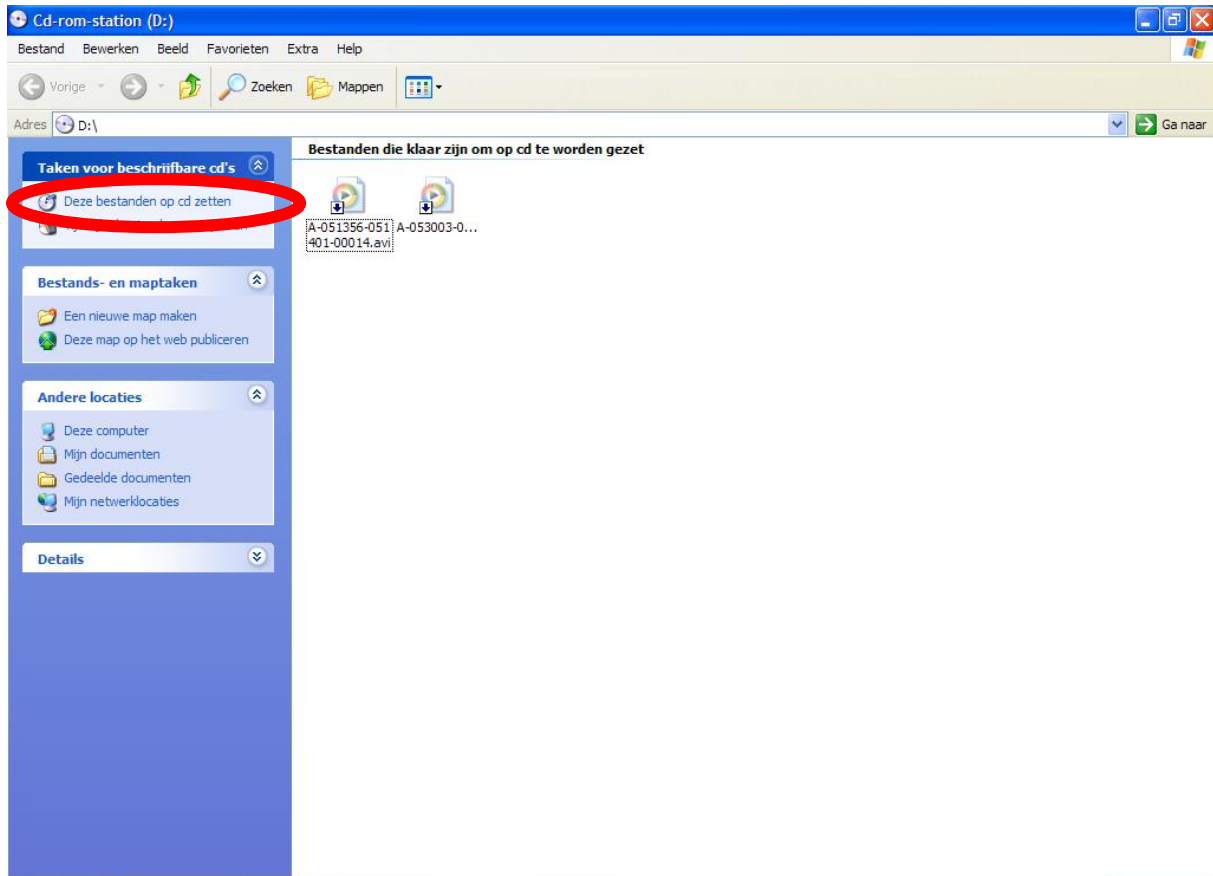 Cd-rom-station (D:)
Bestand Bewerken Beeld Favorieten Extra Help
Vorige Zoeken Mappen
Adres D:\ Ga naar
Taken voor beschrijfbare cd's
Deze bestanden op cd zetten
Bestands- en maptaken
Een nieuwe map maken
Deze map op het web publiceren
Andere locaties
Deze computer
Mijn documenten
Gedeelde documenten
Mijn netwerklocaties
Details
Bestanden die klaar zijn om op cd te worden gezet
A-051356-051 A-053003-0...
401-00014.avi